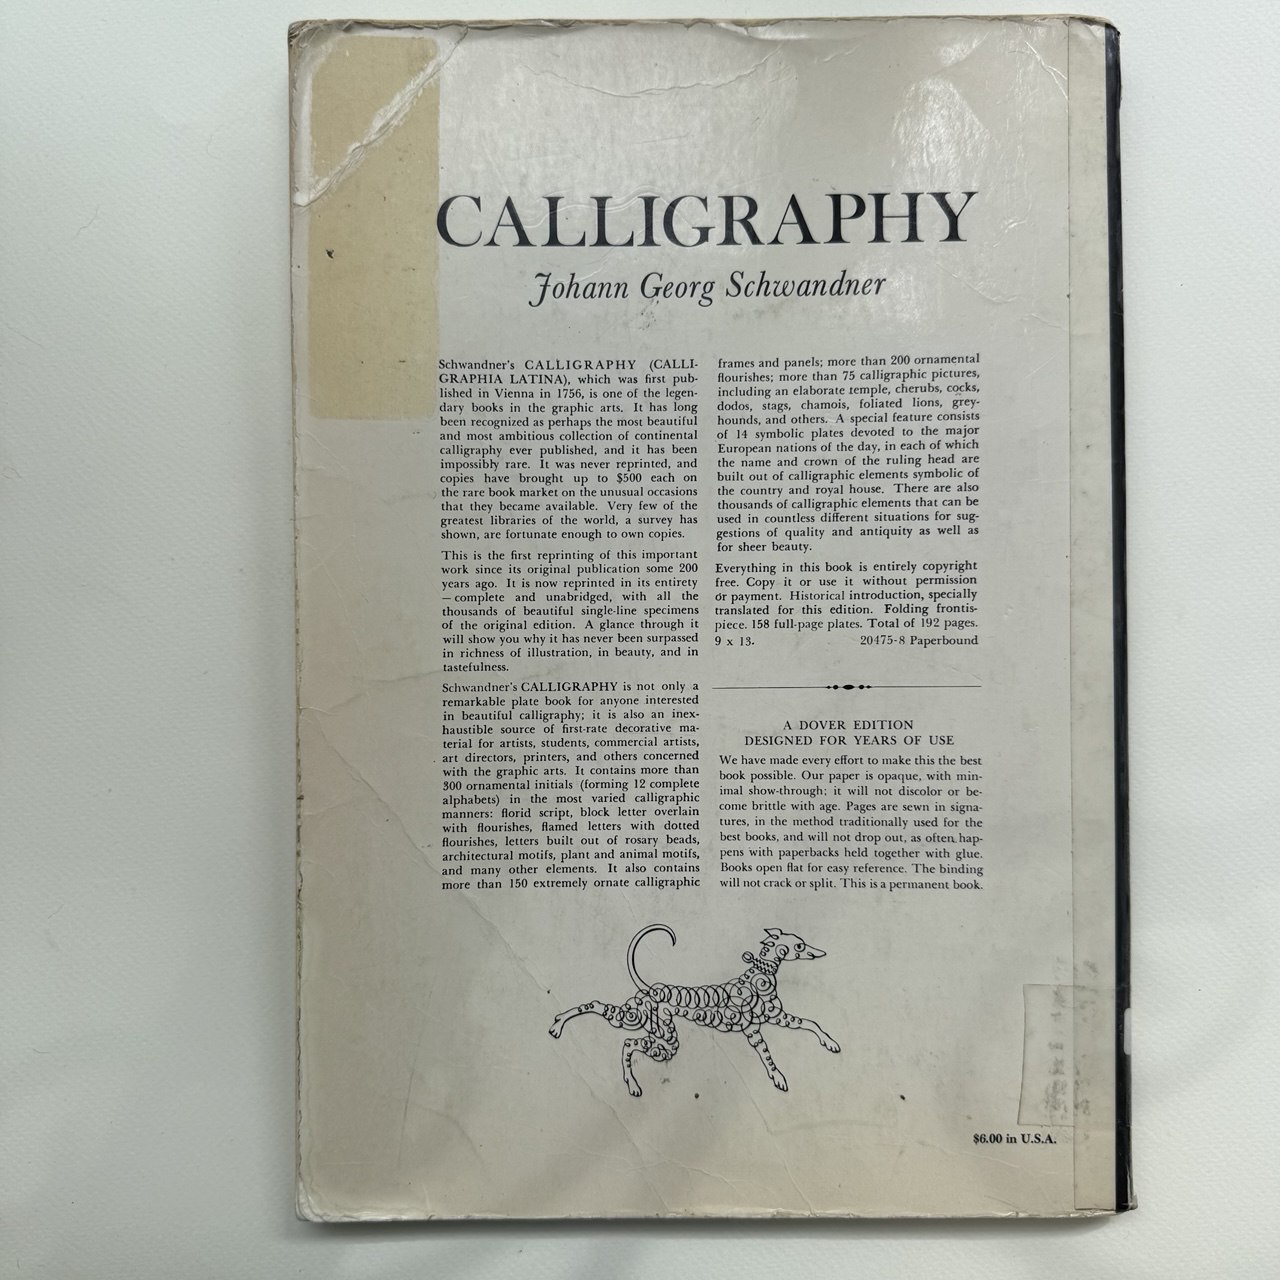 CALLIGRAPHY
Johann Georg Schwandner
Schwandner's CALLIGRAPHY (CALLI-
GRAPHIA LATINA), which was first pub-
lished in Vienna in 1756, is one of the legen-
dary books in the graphic arts. It has long
been recognized as perhaps the most beautiful
and most ambitious collection of continental
calligraphy ever published, and it has been
impossibly rare. It was never reprinted, and
copies have brought up to $500 each on
the rare book market on the unusual occasions
that they became available. Very few of the
greatest libraries of the world, a survey has
shown, are fortunate enough to own copies.
This is the first reprinting of this important
work since its original publication some 200
years ago. It is now reprinted in its entirety
— complete and unabridged, with all the
thousands of beautiful single-line specimens
of the original edition. A glance through it
will show you why it has never been surpassed
in richness of illustration, in beauty, and in
tastefulness.
Schwandner's CALLIGRAPHY is not only a
remarkable plate book for anyone interested
in beautiful calligraphy; it is also an inex-
haustible source of first-rate decorative ma-
terial for artists, students, commercial artists,
art directors, printers, and others concerned
with the graphic arts. It contains more than
300 ornamental initials (forming 12 complete
alphabets) in the most varied calligraphic
manners: florid script, block letter overlain
with flourishes, flamed letters with dotted
flourishes, letters built out of rosary beads,
architectural motifs, plant and animal motifs,
and many other elements. It also contains
more than 150 extremely ornate calligraphic
frames and panels; more than 200 ornamental
flourishes; more than 75 calligraphic pictures,
including an elaborate temple, cherubs, cocks,
dodos, stags, chamois, foliated lions, grey-
hounds, and others. A special feature consists
of 14 symbolic plates devoted to the major
European nations of the day, in each of which
the name and crown of the ruling head are
built out of calligraphic elements symbolic of
the country and royal house. There are also
thousands of calligraphic elements that can be
used in countless different situations for sug-
gestions of quality and antiquity as well as
for sheer beauty.
Everything in this book is entirely copyright
free. Copy it or use it without permission
or payment. Historical introduction, specially
translated for this edition. Folding frontis-
piece. 158 full-page plates. Total of 192 pages.
9 x 13. 20475-8 Paperbound
A DOVER EDITION
DESIGNED FOR YEARS OF USE
We have made every effort to make this the best
book possible. Our paper is opaque, with min-
imal show-through; it will not discolor or be-
come brittle with age. Pages are sewn in signa-
tures, in the method traditionally used for the
best books, and will not drop out, as often hap-
pens with paperbacks held together with glue.
Books open flat for easy reference. The binding
will not crack or split. This is a permanent book.
$6.00 in U.S.A.